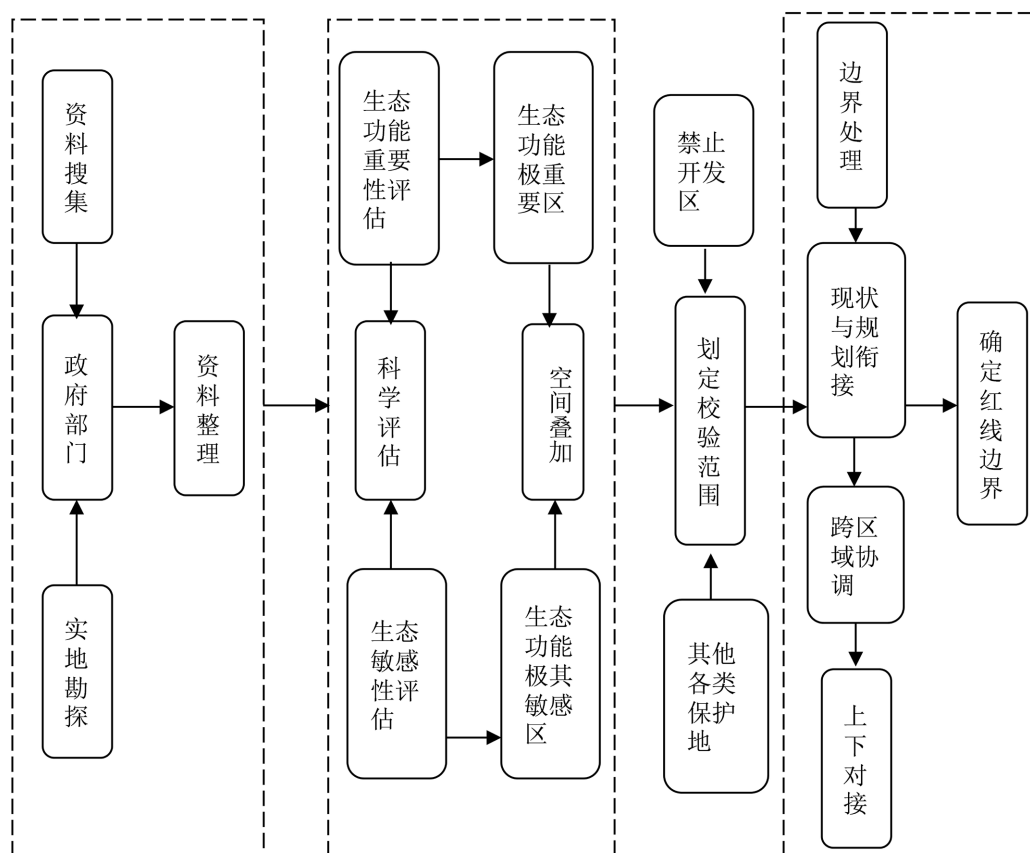 资料搜集
政府部门
实地勘探
资料整理
生态
功能
重要
性评
估
生态
功能
极重
要区
科学评估
空间叠加
生态
敏感
性评
估
生态
功能
极其
敏感
区
禁止
开发
区
划定校验范围
其他
各类
保护
地
边界处理
现状
与规
划衔
接
跨区
域协
调
上下对接
确定红线边界